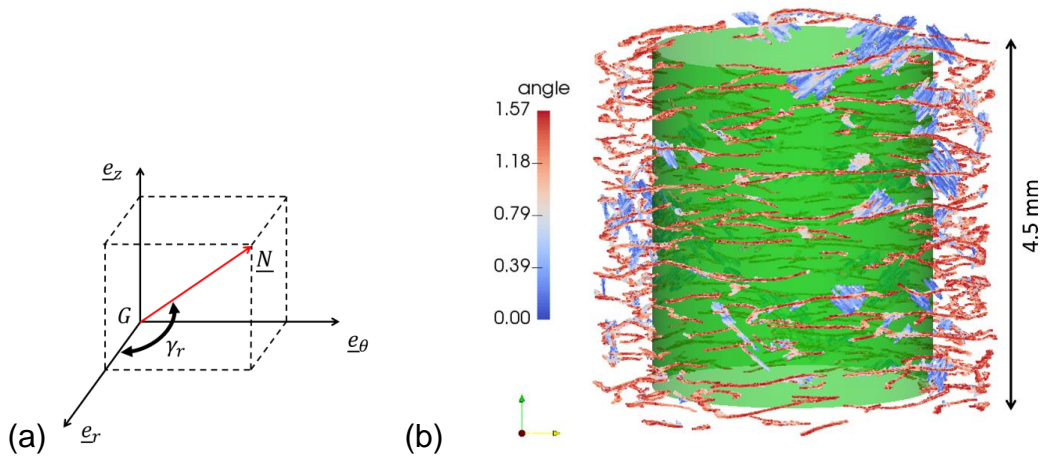 (a)
e_z
N
G
γ_r
e_θ
e_r
(b)
angle
1.57
1.18
0.79
0.39
0.00
4.5 mm